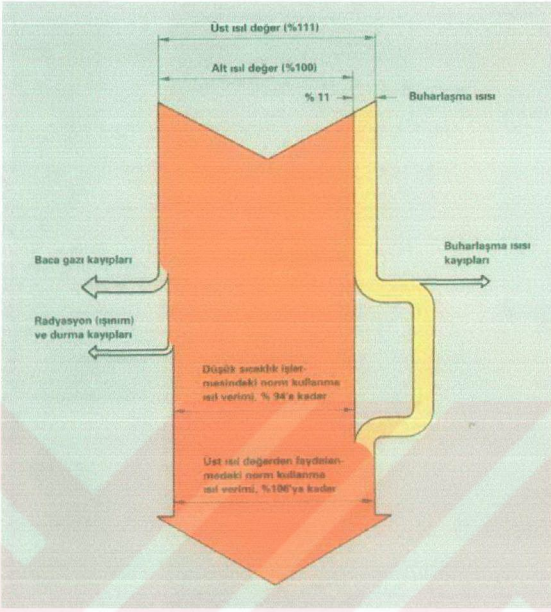 Üst ısıl değer (%111)
Alt ısıl değer (%100)
% 11
Buharlaşma ısısı
Baca gazı kayıpları
Buharlaşma ısısı
kayıpları
Radyasyon (ışınım)
ve durma kayıpları
Düşük sıcaklık işlet-
mesindeki norm kullanma
ısıl verimi, % 94'e kadar
Üst ısıl değerden faydalan-
madaki norm kullanma
ısıl verimi, %106'ya kadar